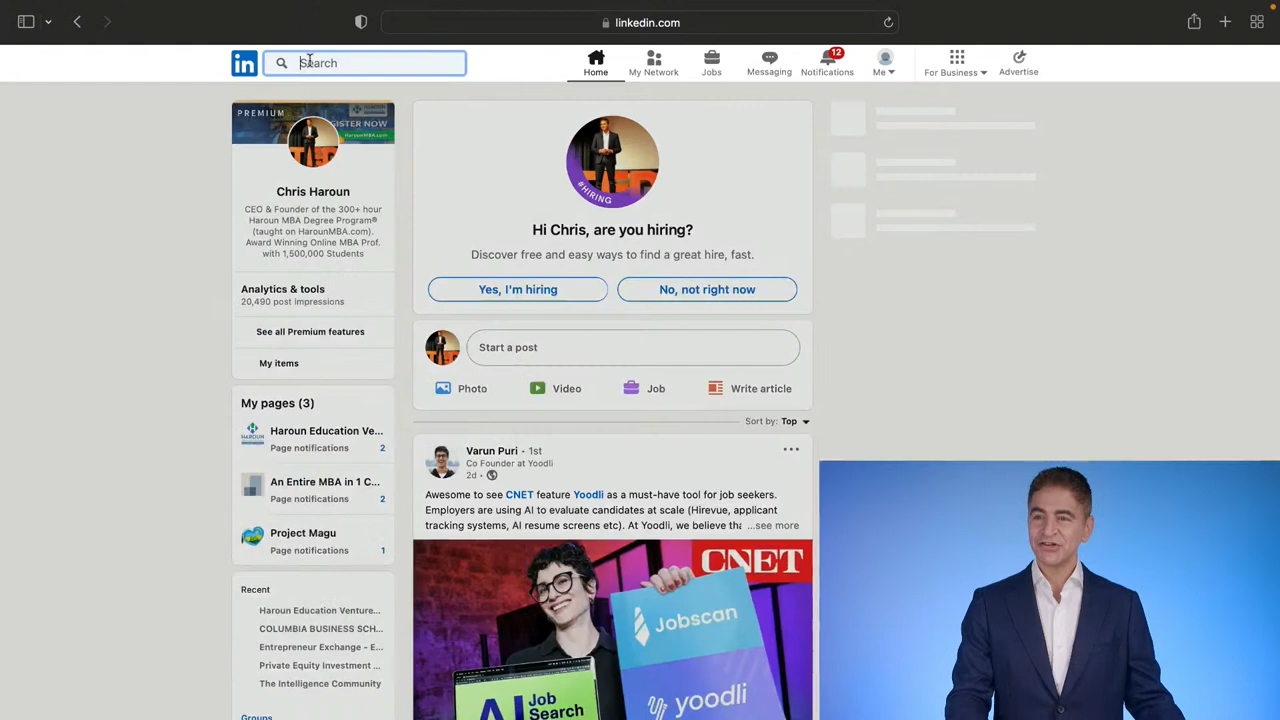 linkedin.com
in
Search
Home
My Network
Jobs
Messaging
12
Notifications
Me
For Business
Advertise
PREMIUM
REGISTER NOW
HarounMBA.com
Chris Haroun
CEO & Founder of the 300+ hour
Haroun MBA Degree Program®
(taught on HarounMBA.com).
Award Winning Online MBA Prof.
with 1,500,000 Students
Analytics & tools
20,490 post impressions
See all Premium features
My items
My pages (3)
Haroun Education Ve...
Page notifications 2
An Entire MBA in 1 C...
Page notifications 2
Project Magu
Page notifications 1
Recent
Haroun Education Venture...
COLUMBIA BUSINESS SCH...
Entrepreneur Exchange - E...
Private Equity Investment ...
The Intelligence Community
Groups
#HIRING
Hi Chris, are you hiring?
Discover free and easy ways to find a great hire, fast.
Yes, I'm hiring
No, not right now
Start a post
Photo
Video
Job
Write article
Sort by: Top
Varun Puri • 1st
Co Founder at Yoodli
2d •
Awesome to see CNET feature Yoodli as a must-have tool for job seekers.
Employers are using AI to evaluate candidates at scale (Hirevue, applicant
tracking systems, AI resume screens etc). At Yoodli, we believe tha ...see more
CNET
Jobscan
yoodli
AI Job
Search